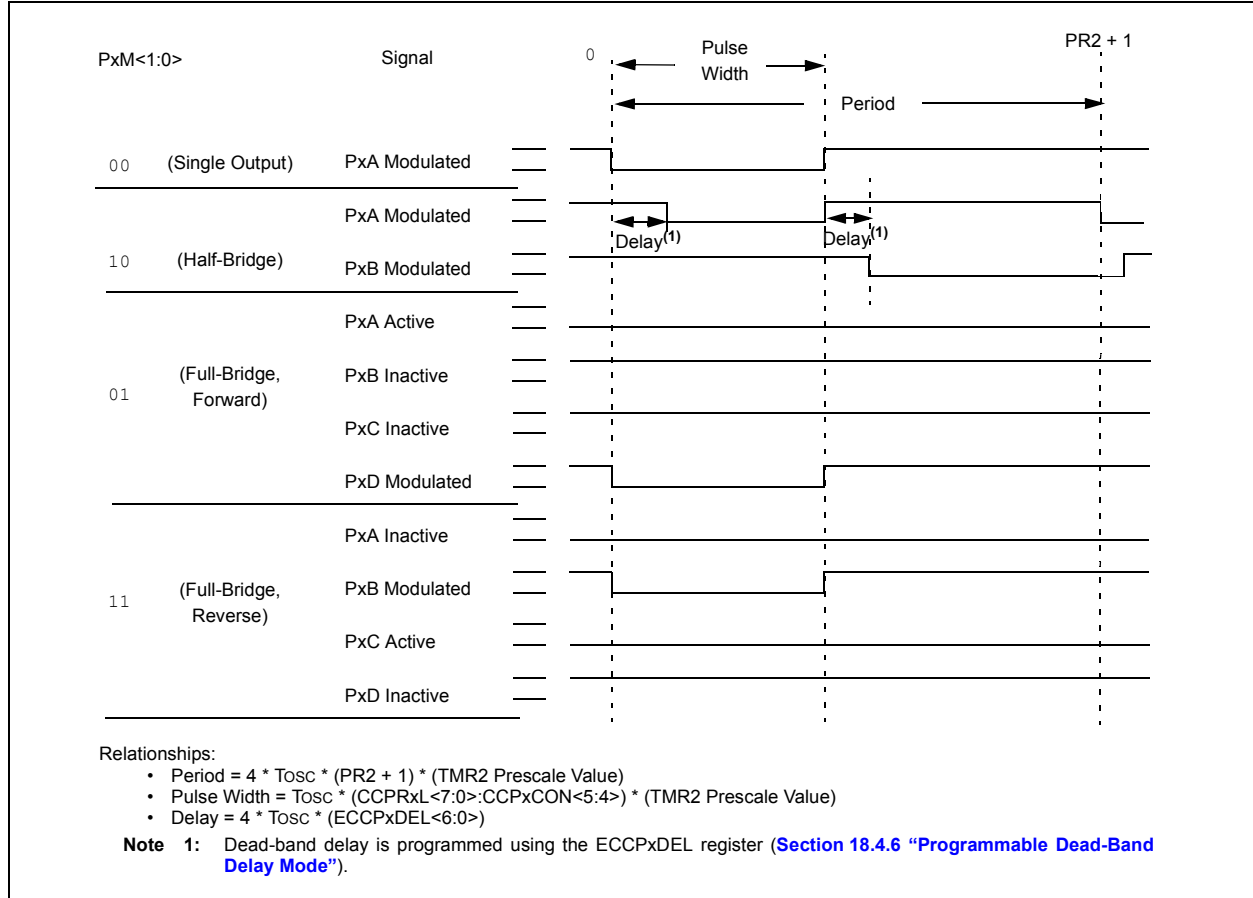 PxM<1:0>
Signal
0
Pulse
Width
PR2 + 1
Period
00 (Single Output) PxA Modulated
PxA Modulated
Delay(1) Delay(1)
10 (Half-Bridge) PxB Modulated
PxA Active
01 (Full-Bridge,
Forward)
PxB Inactive
PxC Inactive
PxD Modulated
PxA Inactive
11 (Full-Bridge,
Reverse)
PxB Modulated
PxC Active
PxD Inactive
Relationships:
• Period = 4 * TOSC * (PR2 + 1) * (TMR2 Prescale Value)
• Pulse Width = TOSC * (CCPRxL<7:0>:CCPxCON<5:4>) * (TMR2 Prescale Value)
• Delay = 4 * TOSC * (ECCPxDEL<6:0>)
Note 1: Dead-band delay is programmed using the ECCPxDEL register (Section 18.4.6 “Programmable Dead-Band
Delay Mode”).